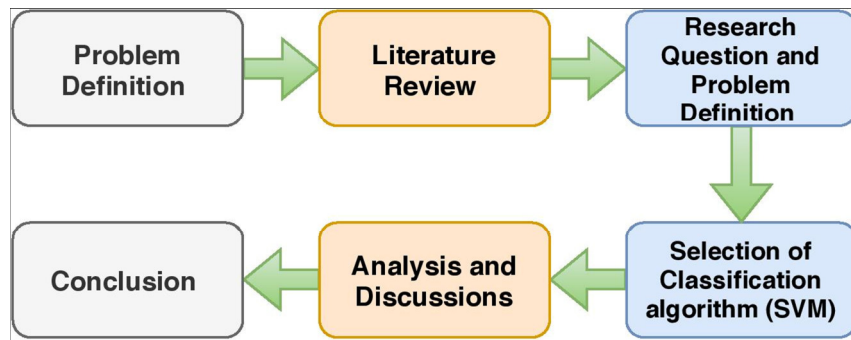 Problem
Definition
Literature
Review
Research
Question and
Problem
Definition
Selection of
Classification
algorithm (SVM)
Analysis and
Discussions
Conclusion